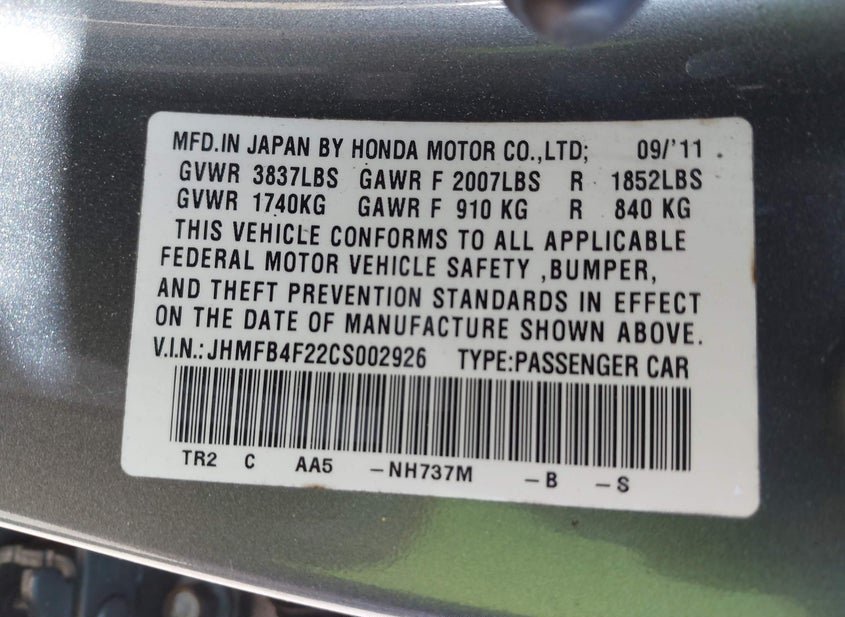 MFD.IN JAPAN BY HONDA MOTOR CO.,LTD; 09/'11 .
GVWR 3837LBS GAWR F 2007LBS R 1852LBS
GVWR 1740KG GAWR F 910 KG R 840 KG
THIS VEHICLE CONFORMS TO ALL APPLICABLE
FEDERAL MOTOR VEHICLE SAFETY ,BUMPER,
AND THEFT PREVENTION STANDARDS IN EFFECT
ON THE DATE OF MANUFACTURE SHOWN ABOVE.
V.I.N.: JHMFB4F22CS002926 TYPE:PASSENGER CAR
TR2 C AA5 –NH737M –B –S